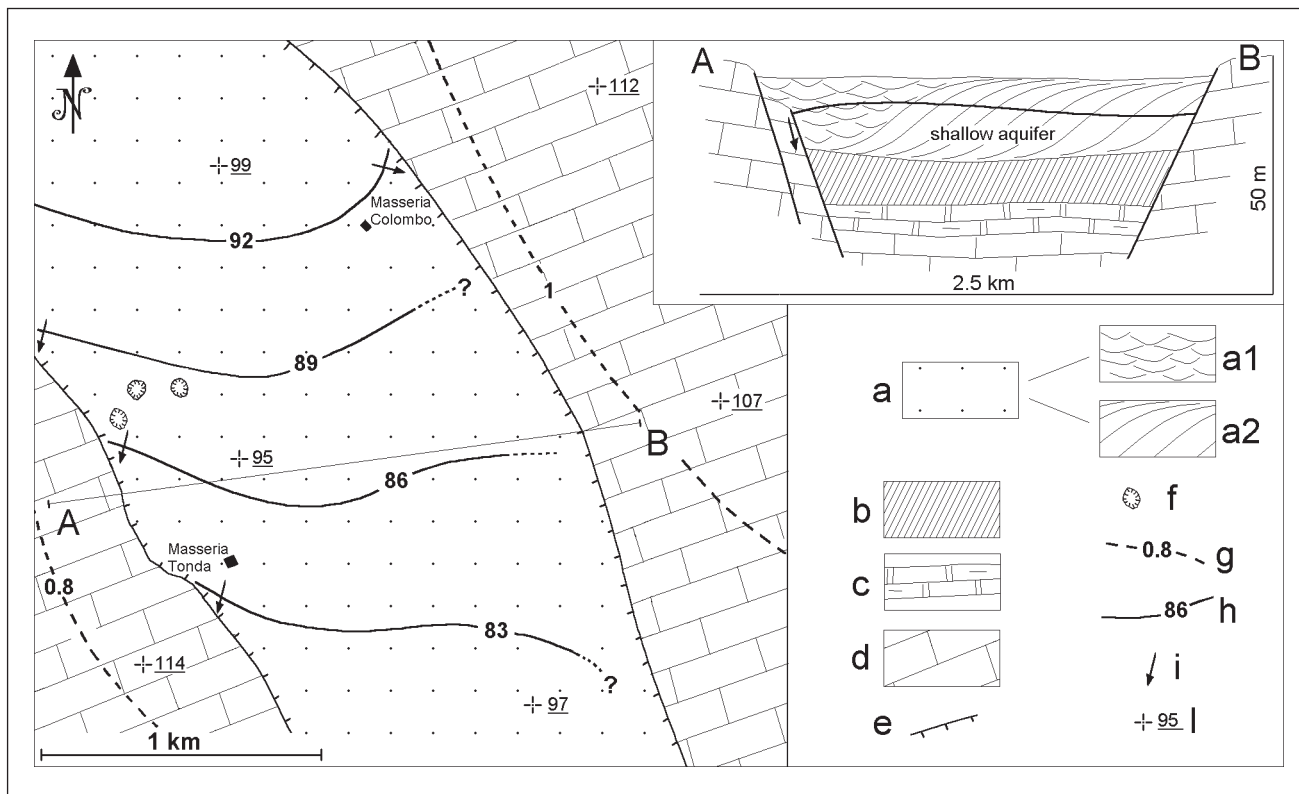 N
112
99
Masseria
Colombo
92
1
?
89
107
95
B
86
A
Masseria
Tonda
0.8
83
114
?
97
1 km
A
B
shallow aquifer
50 m
2.5 km
a
a1
a2
b
f
0.8 g
c
86 h
d
i
e
95 l